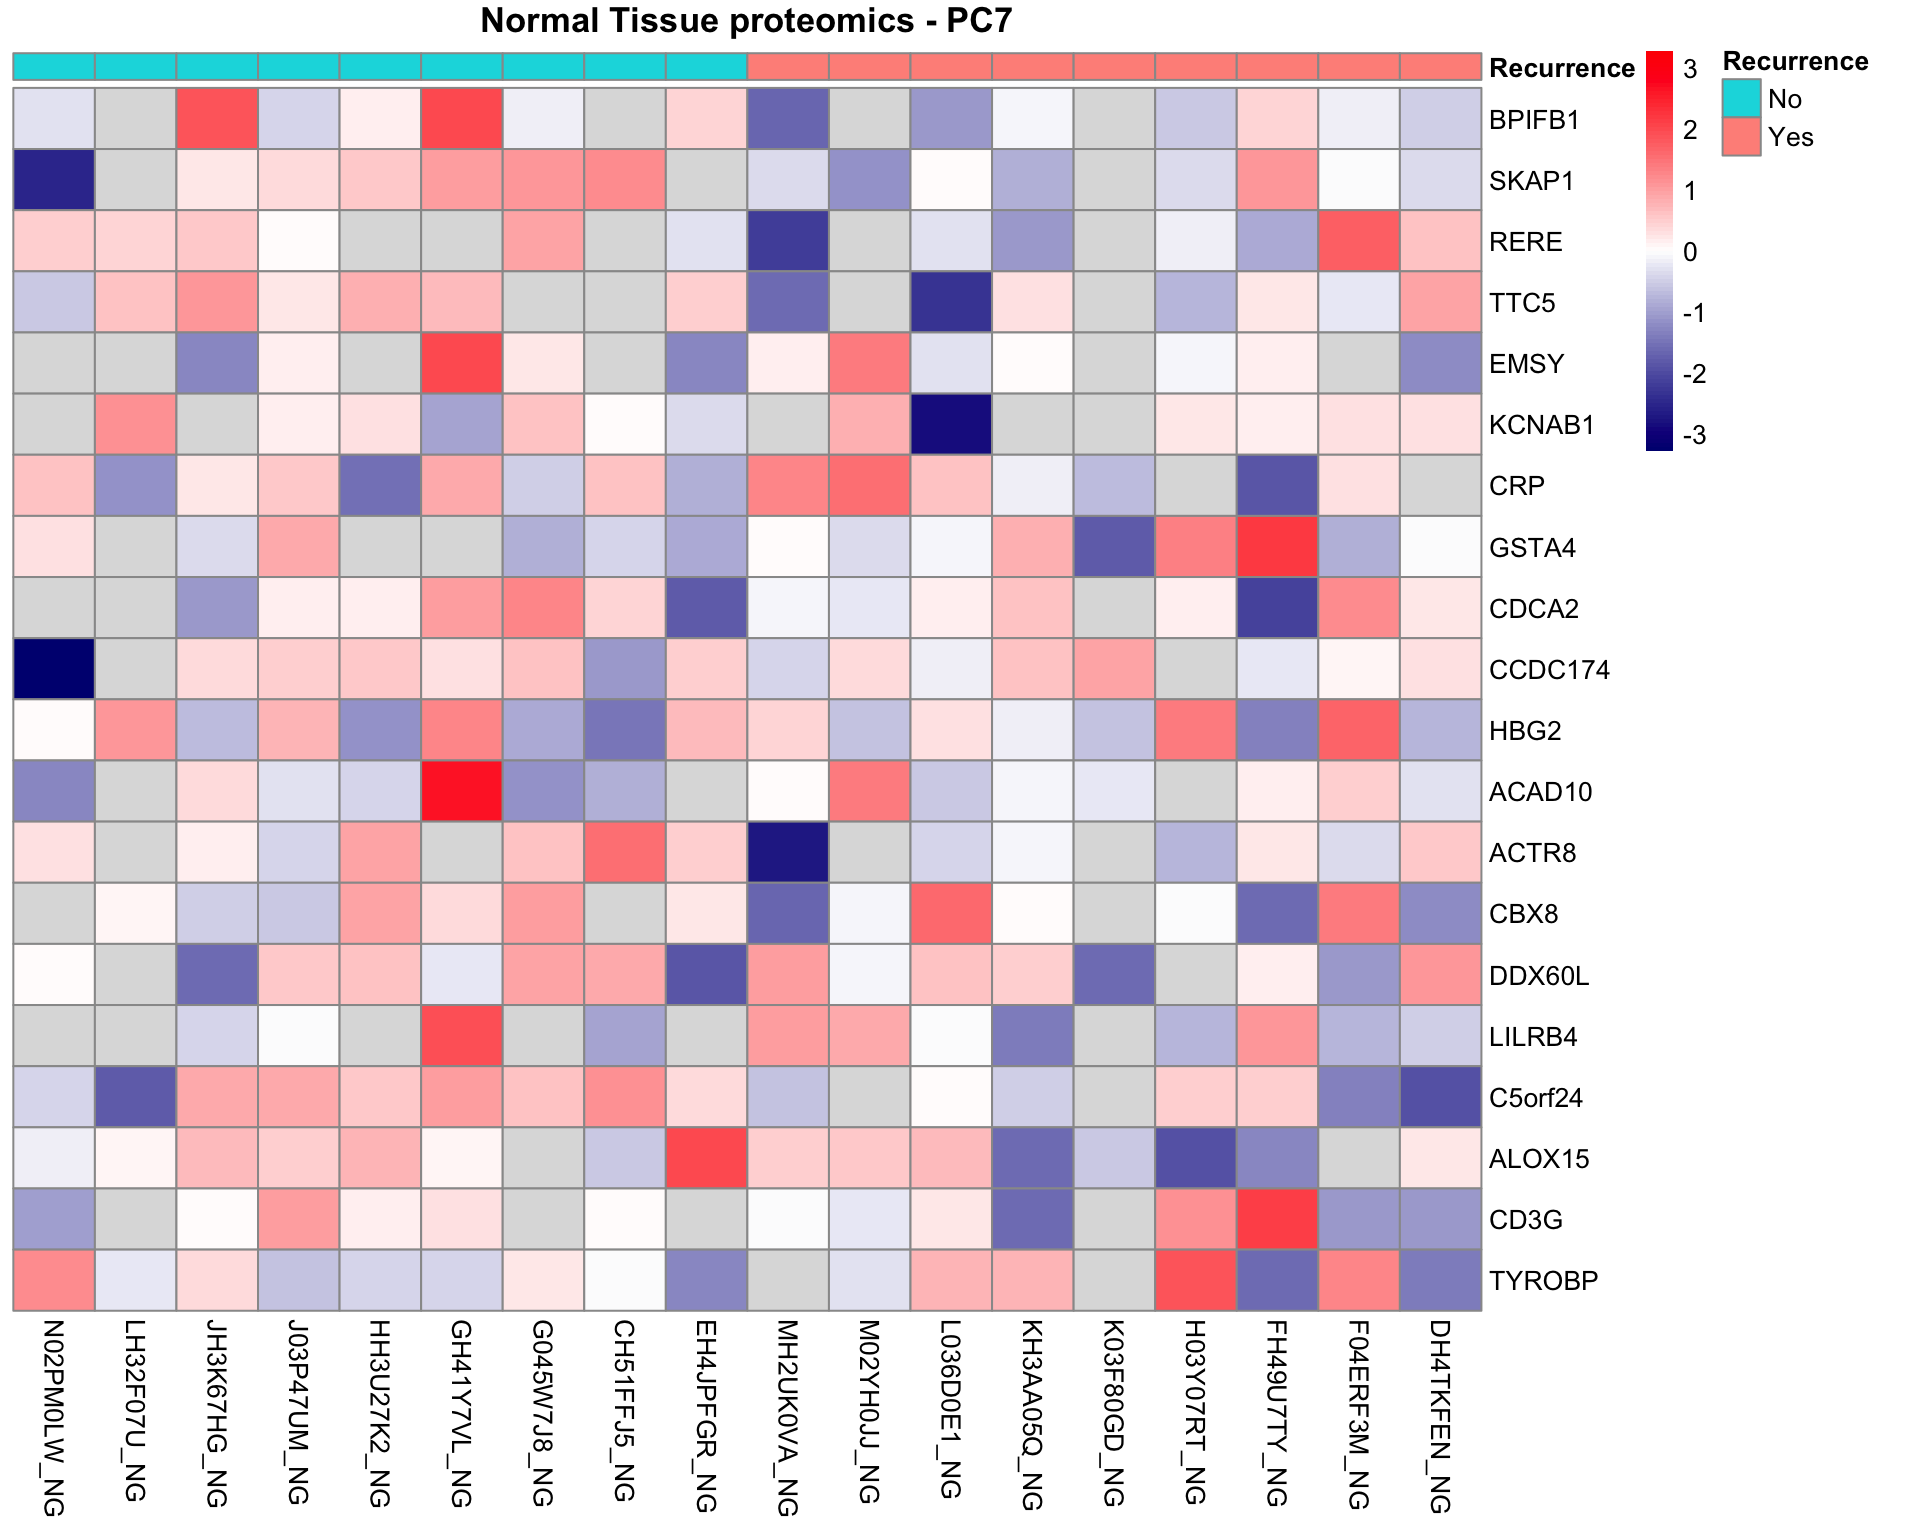 Normal Tissue proteomics - PC7
Recurrence
BPIFB1
SKAP1
RERE
TTC5
EMSY
KCNAB1
CRP
GSTA4
CDCA2
CCDC174
HBG2
ACAD10
ACTR8
CBX8
DDX60L
LILRB4
C5orf24
ALOX15
CD3G
TYROBP
3
2
1
0
-1
-2
-3
Recurrence
No
Yes
N02PM0LW_NG
LH32F07U_NG
JH3K67HG_NG
J03P47UM_NG
HH3U27K2_NG
GH41Y7VL_NG
G045W7J8_NG
CH51FFJ5_NG
EH4JPFGR_NG
MH2UK0VA_NG
M02YH0JJ_NG
L036D0E1_NG
KH3AA05Q_NG
K03F80GD_NG
H03Y07RT_NG
FH49U7TY_NG
F04ERF3M_NG
DH4TKFEN_NG